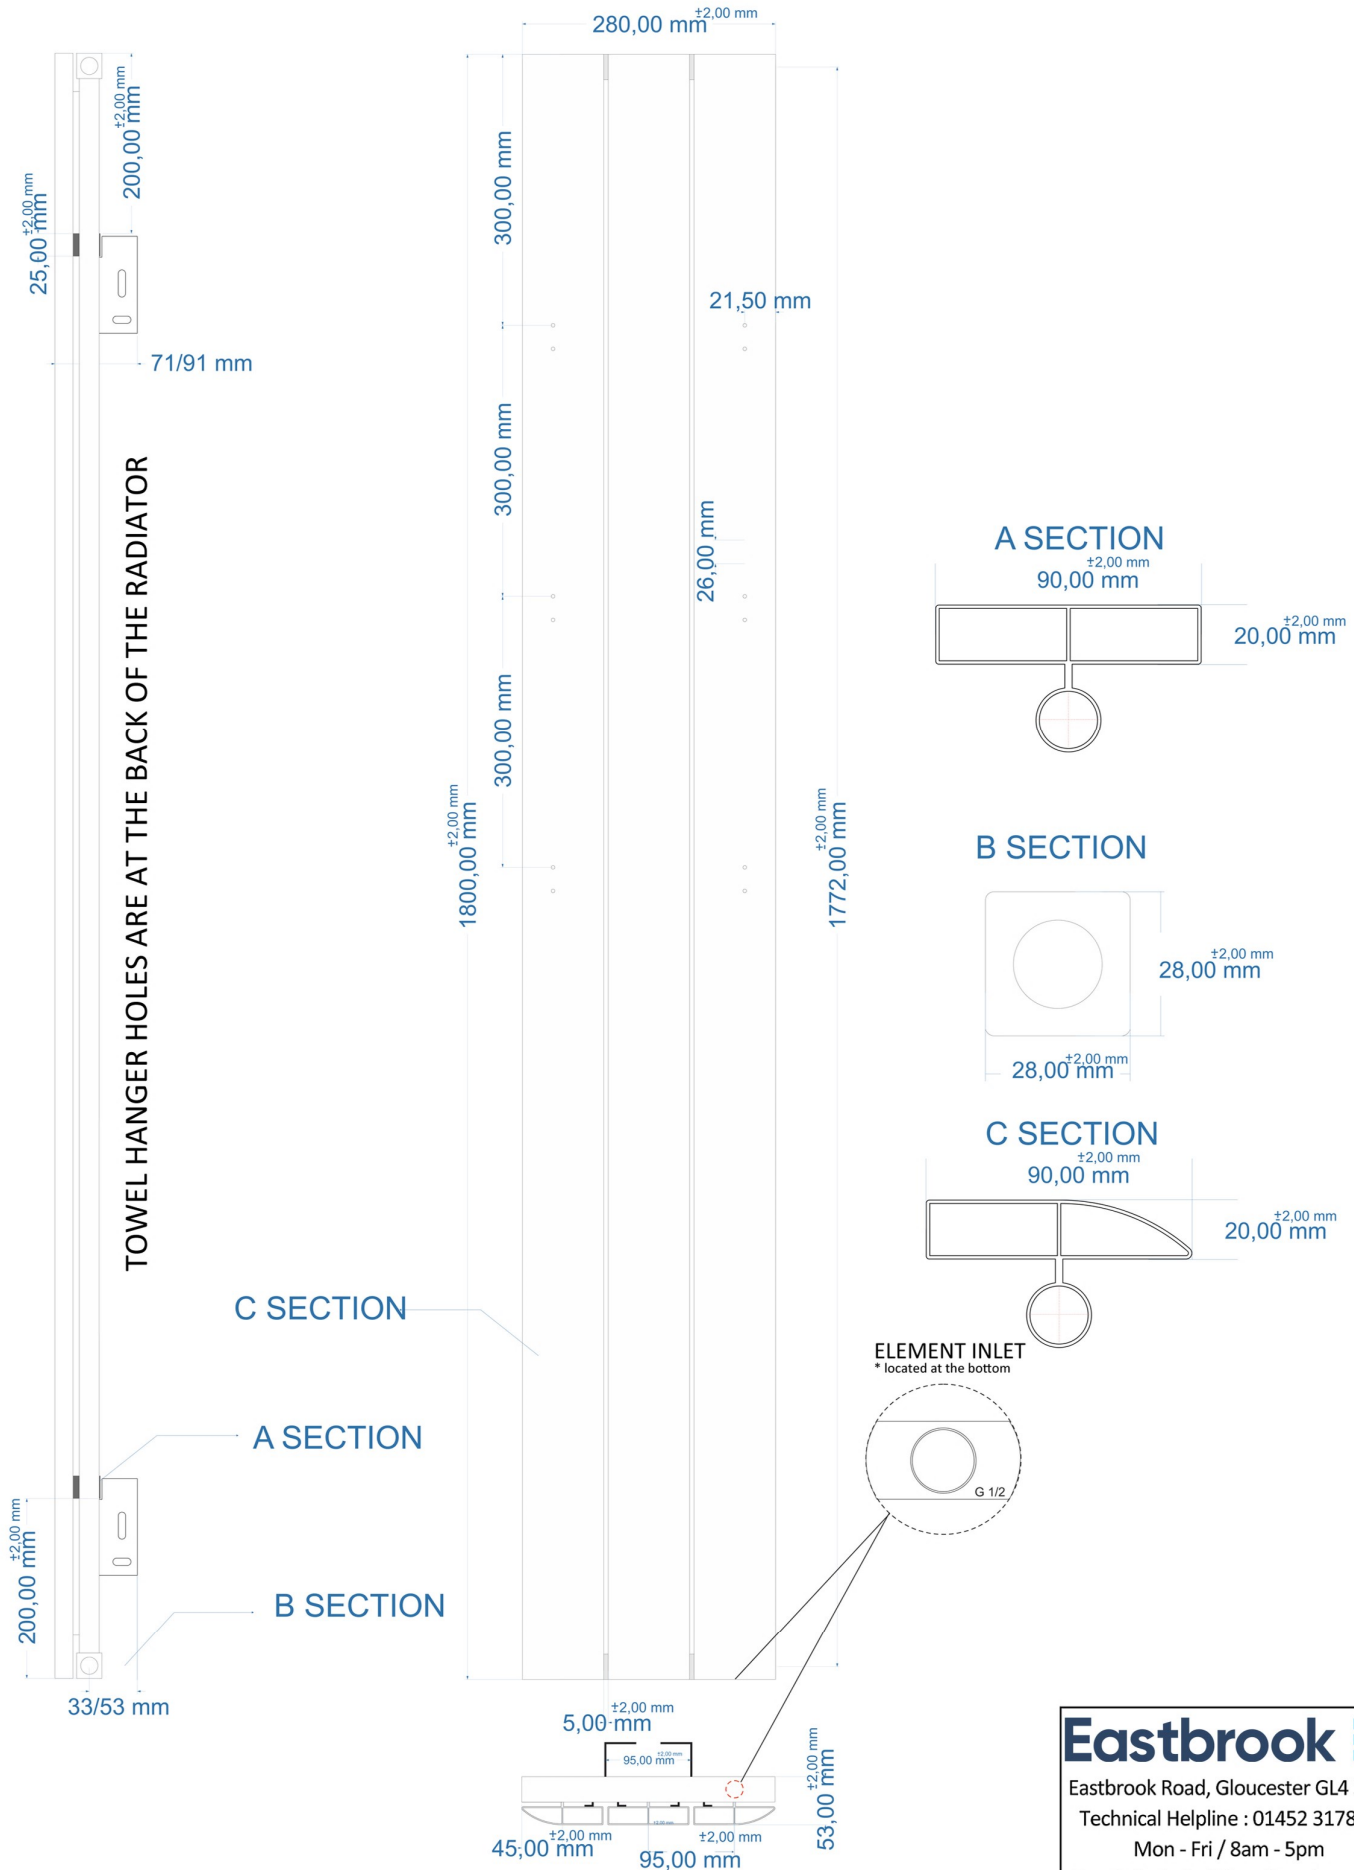 280,00 mm ±2,00 mm
200,00 mm ±2,00 mm
25,00 mm ±2,00 mm
71/91 mm
TOWEL HANGER HOLES ARE AT THE BACK OF THE RADIATOR
300,00 mm
21,50 mm
300,00 mm
26,00 mm
300,00 mm
1800,00 mm ±2,00 mm
1772,00 mm ±2,00 mm
A SECTION
±2,00 mm
90,00 mm
20,00 mm ±2,00 mm
B SECTION
28,00 mm ±2,00 mm
28,00 mm ±2,00 mm
C SECTION
±2,00 mm
90,00 mm
20,00 mm ±2,00 mm
C SECTION
A SECTION
B SECTION
200,00 mm ±2,00 mm
33/53 mm
ELEMENT INLET
* located at the bottom
G 1/2
5,00 mm ±2,00 mm
95,00 mm ±2,00 mm
53,00 mm ±2,00 mm
±2,00 mm
45,00 mm ±2,00 mm
95,00 mm ±2,00 mm
Eastbrook
Eastbrook Road, Gloucester GL4
Technical Helpline : 01452 3178
Mon - Fri / 8am - 5pm